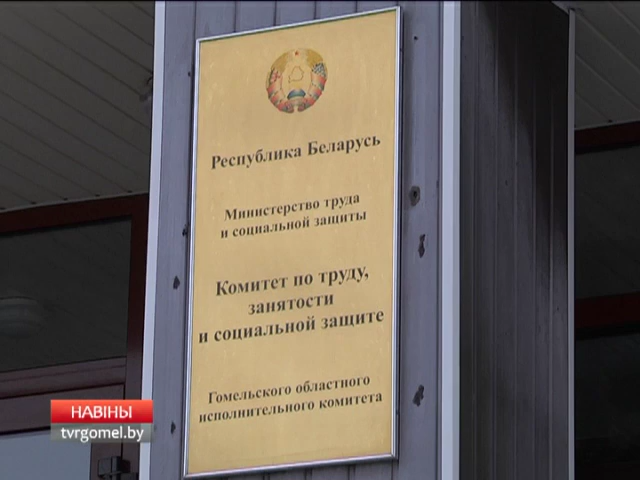 Республика Беларусь
Министерство труда
и социальной защиты
Комитет по труду,
занятости
и социальной защите
Гомельского областного
исполнительного комитета
НАВІНЫ
tvrgomel.by